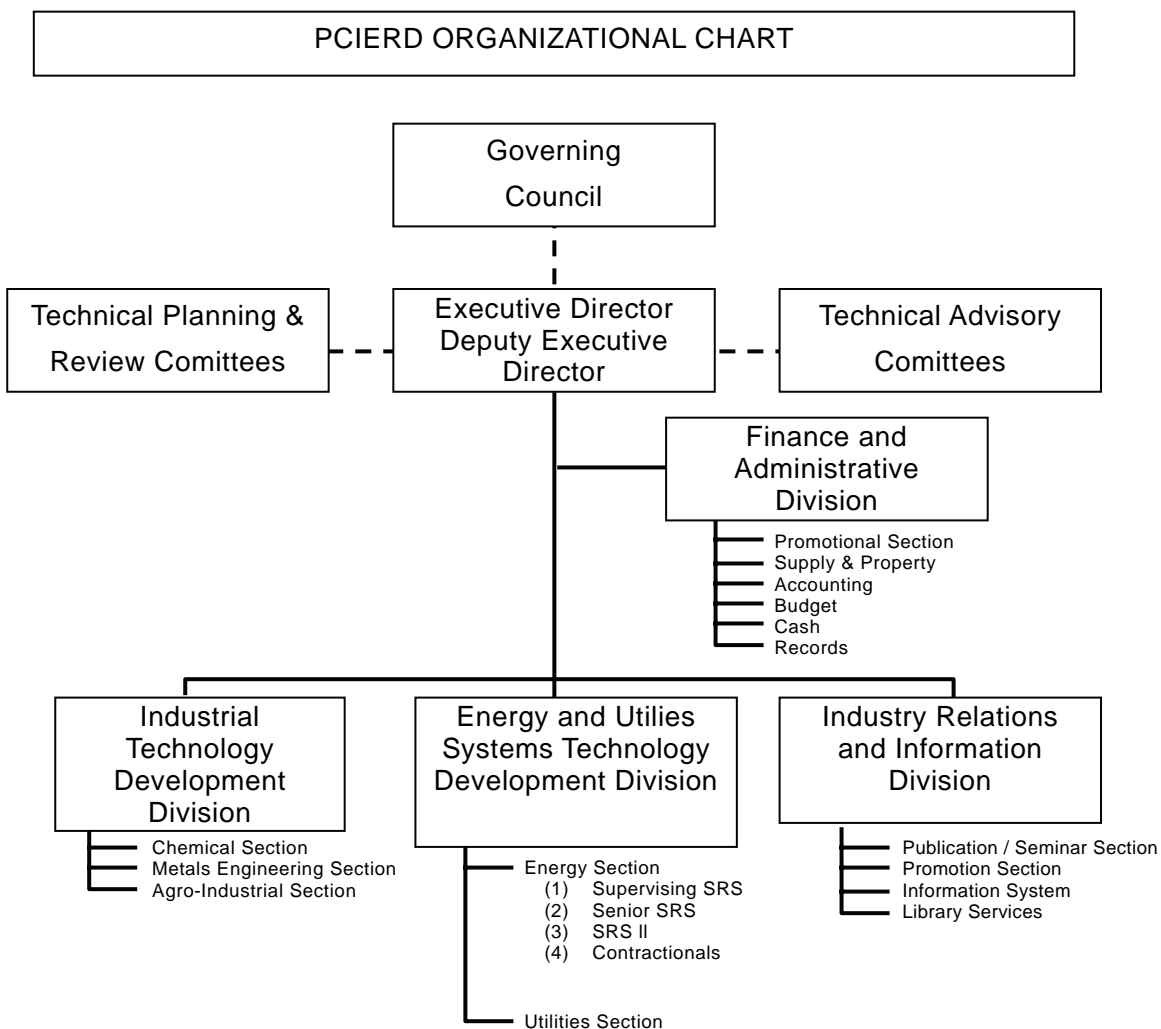 PCIERD ORGANIZATIONAL CHART
Governing
Council
Technical Planning &
Review Comittees
Executive Director
Deputy Executive
Director
Technical Advisory
Comittees
Finance and
Administrative
Division
Promotional Section
Supply & Property
Accounting
Budget
Cash
Records
Industrial
Technology
Development
Division
Chemical Section
Metals Engineering Section
Agro-Industrial Section
Energy and Utilies
Systems Technology
Development Division
Energy Section
(1) Supervising SRS
(2) Senior SRS
(3) SRS II
(4) Contractionals
Utilities Section
Industry Relations
and Information
Division
Publication / Seminar Section
Promotion Section
Information System
Library Services